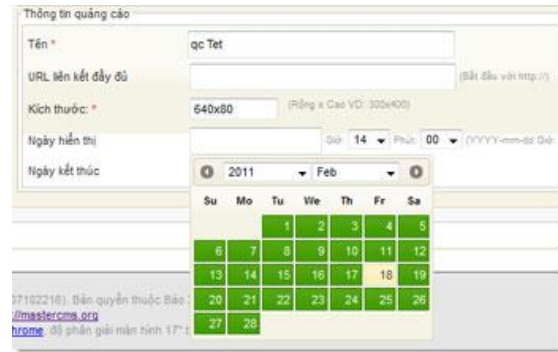 Thông tin quảng cáo
Tên *
qc Tet
URL liên kết đầy đủ
(Bắt đầu với http://)
Kích thước: *
640x80
(Rộng x Cao VD: 300x400)
Ngày hiển thị
Giờ: 14 Phút: 00 (YYYY-mm-dd Giờ:
Ngày kết thúc
2011 Feb
Su Mo Tu We Th Fr Sa
1 2 3 4 5
6 7 8 9 10 11 12
13 14 15 16 17 18 19
20 21 22 23 24 25 26
27 28
07102216). Bản quyền thuộc Báo
//mastercms.org
hrome, độ phân giải màn hình 17"